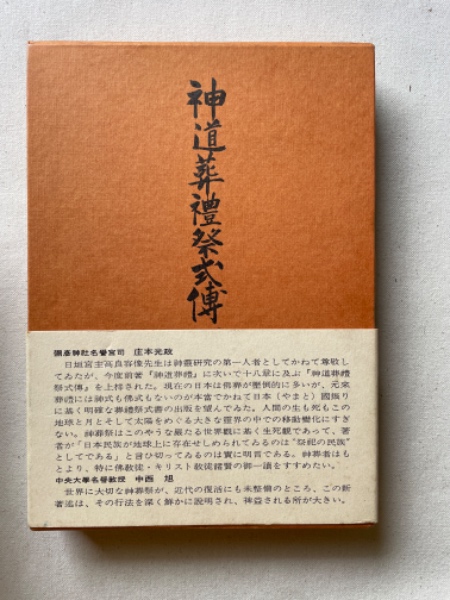 神道葬禮祭式傳
彌彦神社名譽宮司 庄本光政
日垣宮主高良容像先生は神霊研究の第一人者としてかねて尊敬し
てゐたが、今度前著『神道葬禮』に次いで十八章に及ぶ『神道葬禮
祭式傳』を上梓された。現在の日本は佛葬が壓倒的に多いが、元来
葬禮には神式も佛式もないのが本當でかねて日本(やまと)國振り
に基く明確な葬禮祭式書の出版を望んでゐた。人間の生も死もこの
地球と月とそして太陽をめぐる大きな霊界の中での移動變化にすぎ
ない。神葬祭はこのやうな厳たる世界觀に基く生死觀であって、著
者が「日本民族が地球上に存在せしめられてゐるのは"祭祀の民族"
としてである」と言ひ切ってゐるのは實に明言である。神葬者はも
とより、特に佛教徒・キリスト教徒諸賢の御一讀をすすめたい。
中央大學名譽教授 中西 旭
世界に大切な神葬祭が、近代の復活にも未整備のところ、この新
著述は、その行法を深く鮮かに説明され、裨益される所が大きい。